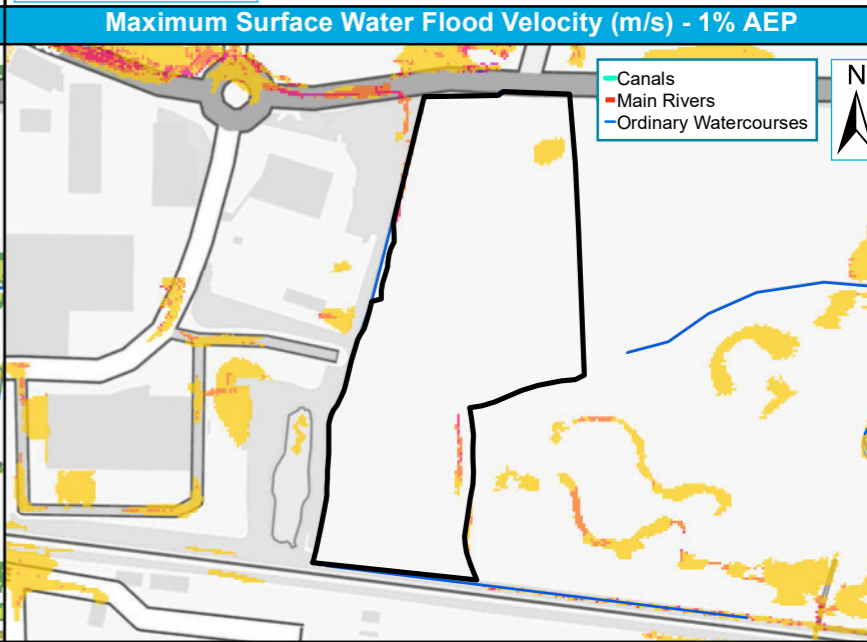 Maximum Surface Water Flood Velocity (m/s) - 1% AEP
Canals
Main Rivers
Ordinary Watercourses
N